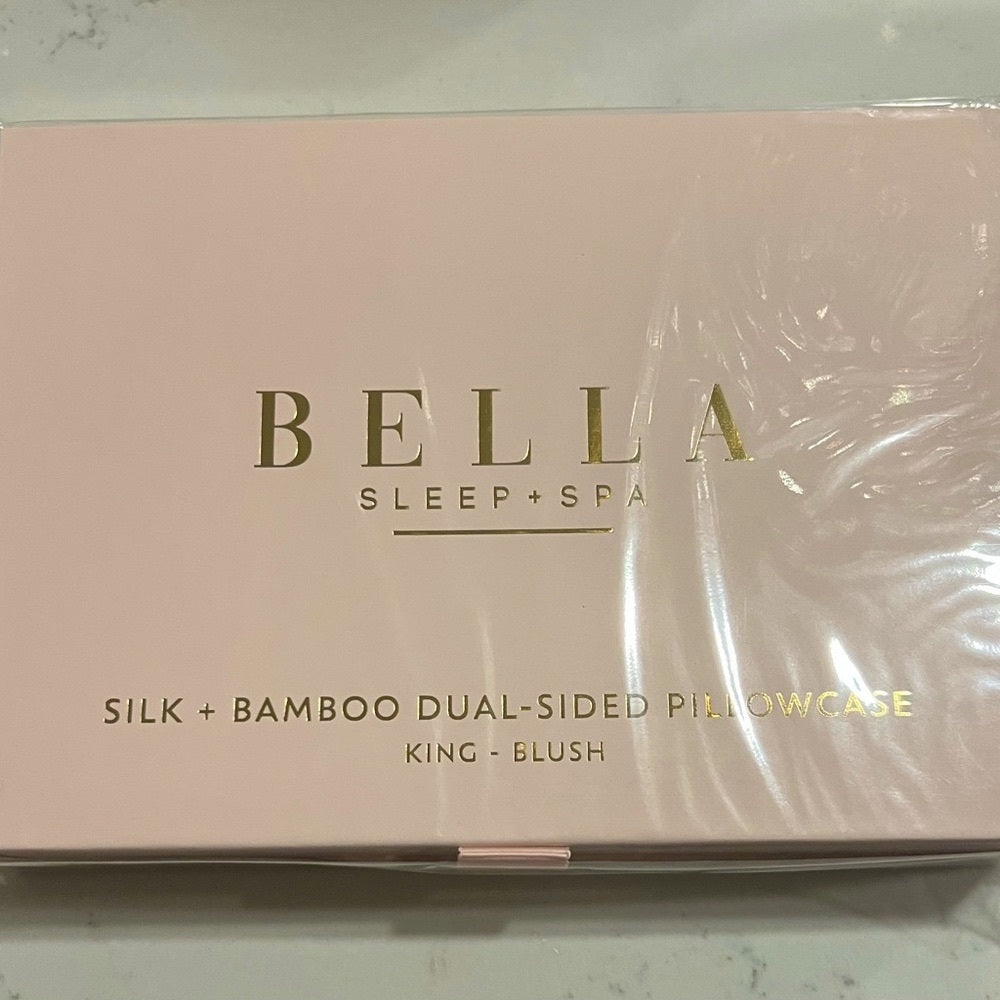 BELLA
SLEEP + SPA
SILK + BAMBOO DUAL-SIDED PILLOWCASE
KING - BLUSH